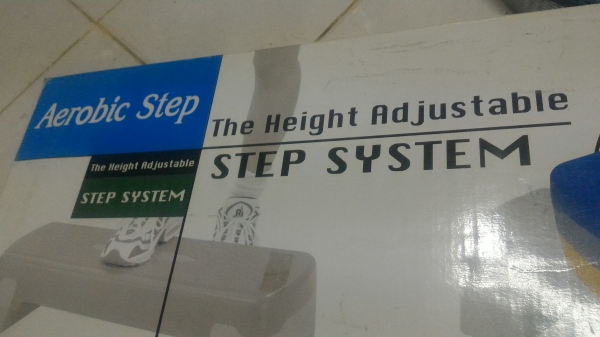 Aerobic Step
The Height Adjustable
STEP SYSTEM
The Height Adjustable
STEP SYSTEM